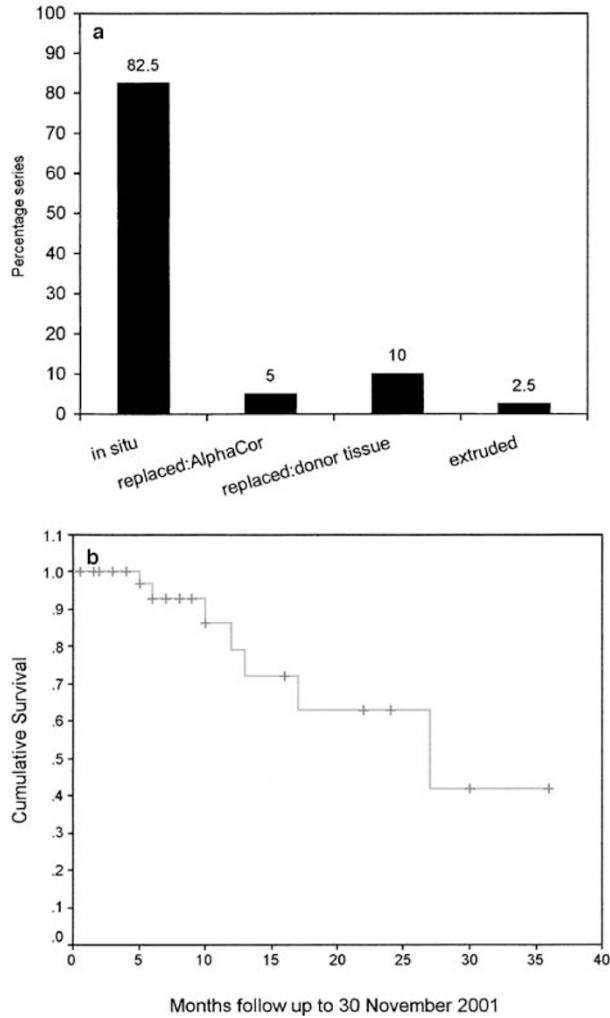 a
100
90
80
70
60
50
40
30
20
10
0
Percentage series
82.5
5
10
2.5
in situ
replaced:AlphaCor
replaced:donor tissue
extruded
b
1.1
1.0
.9
.8
.7
.6
.5
.4
.3
.2
.1
.0
Cumulative Survival
0 5 10 15 20 25 30 35 40
Months follow up to 30 November 2001